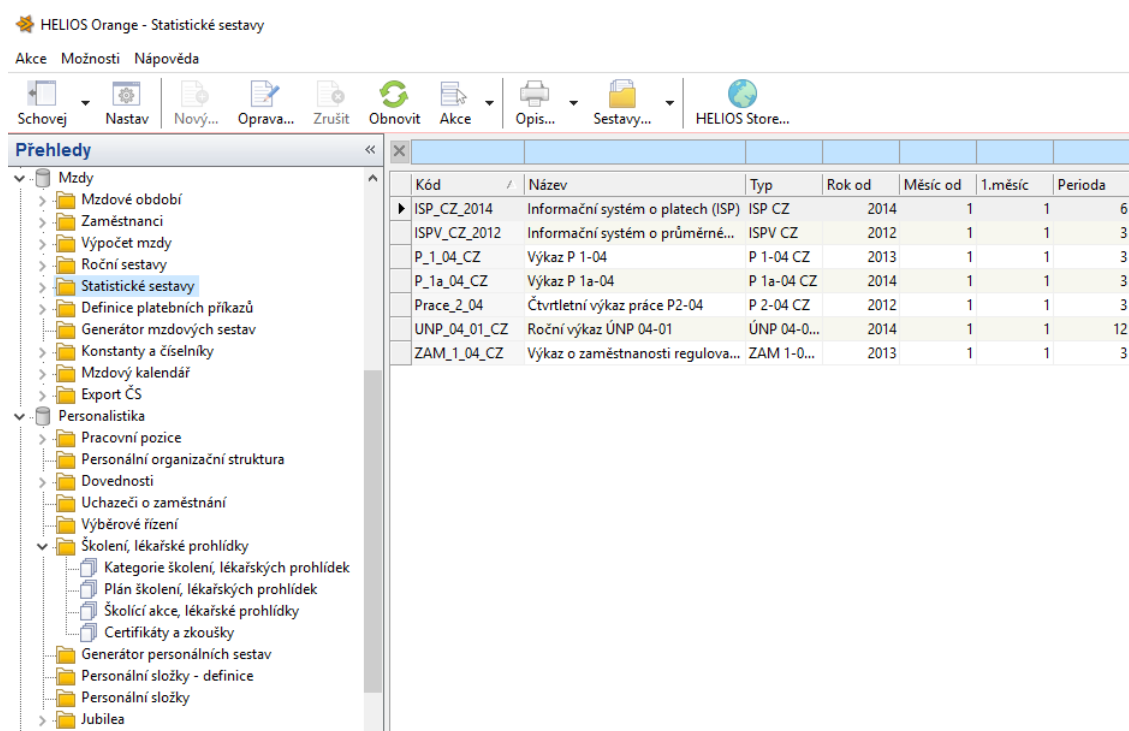 HELIOS Orange - Statistické sestavy
Akce Možnosti Nápověda
Schovej Nastav Nový... Oprava... Zrušit Obnovit Akce Opis... Sestavy... HELIOS Store...
Přehledy «
Mzdy
Mzdové období
Zaměstnanci
Výpočet mzdy
Roční sestavy
Statistické sestavy
Definice platebních příkazů
Generátor mzdových sestav
Konstanty a číselníky
Mzdový kalendář
Export ČS
Personalistika
Pracovní pozice
Personální organizační struktura
Dovednosti
Uchazeči o zaměstnání
Výběrové řízení
Školení, lékařské prohlídky
Kategorie školení, lékařských prohlídek
Plán školení, lékařských prohlídek
Školící akce, lékařské prohlídky
Certifikáty a zkoušky
Generátor personálních sestav
Personální složky - definice
Personální složky
Jubilea
Kód Název Typ Rok od Měsíc od 1.měsíc Perioda
ISP_CZ_2014 Informační systém o platech (ISP) ISP CZ 2014 1 1 6
ISPV_CZ_2012 Informační systém o průměrné... ISPV CZ 2012 1 1 3
P_1_04_CZ Výkaz P 1-04 P 1-04 CZ 2013 1 1 3
P_1a_04_CZ Výkaz P 1a-04 P 1a-04 CZ 2014 1 1 3
Prace_2_04 Čtvrtletní výkaz práce P2-04 P 2-04 CZ 2012 1 1 3
UNP_04_01_CZ Roční výkaz ÚNP 04-01 ÚNP 04-0... 2014 1 1 12
ZAM_1_04_CZ Výkaz o zaměstnanosti regulova... ZAM 1-0... 2013 1 1 3